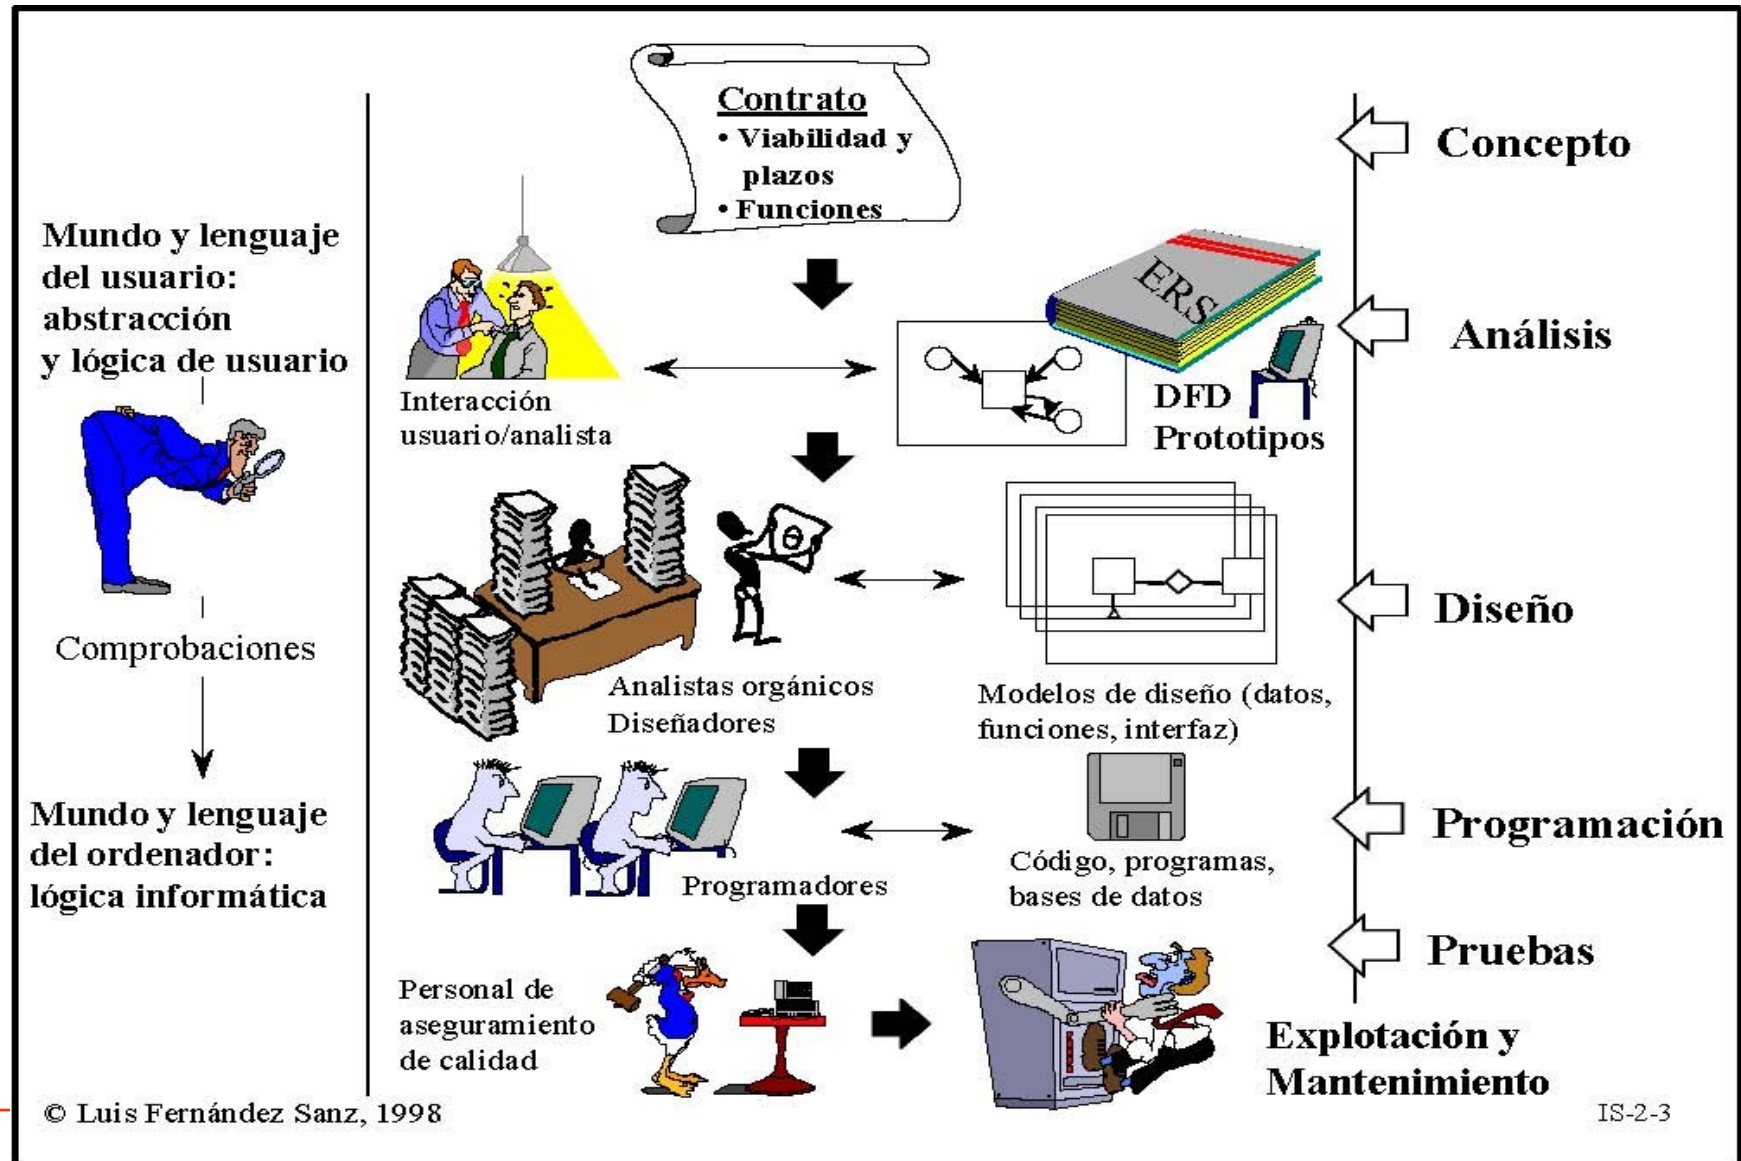 Contrato
• Viabilidad y
plazos
• Funciones
Concepto
Mundo y lenguaje
del usuario:
abstracción
y lógica de usuario
Comprobaciones
Mundo y lenguaje
del ordenador:
lógica informática
Interacción
usuario/analista
ERS
DFD
Prototipos
Análisis
Analistas orgánicos
Diseñadores
Modelos de diseño (datos,
funciones, interfaz)
Diseño
Programadores
Código, programas,
bases de datos
Programación
Personal de
aseguramiento
de calidad
Pruebas
Explotación y
Mantenimiento
© Luis Fernández Sanz, 1998
IS-2-3